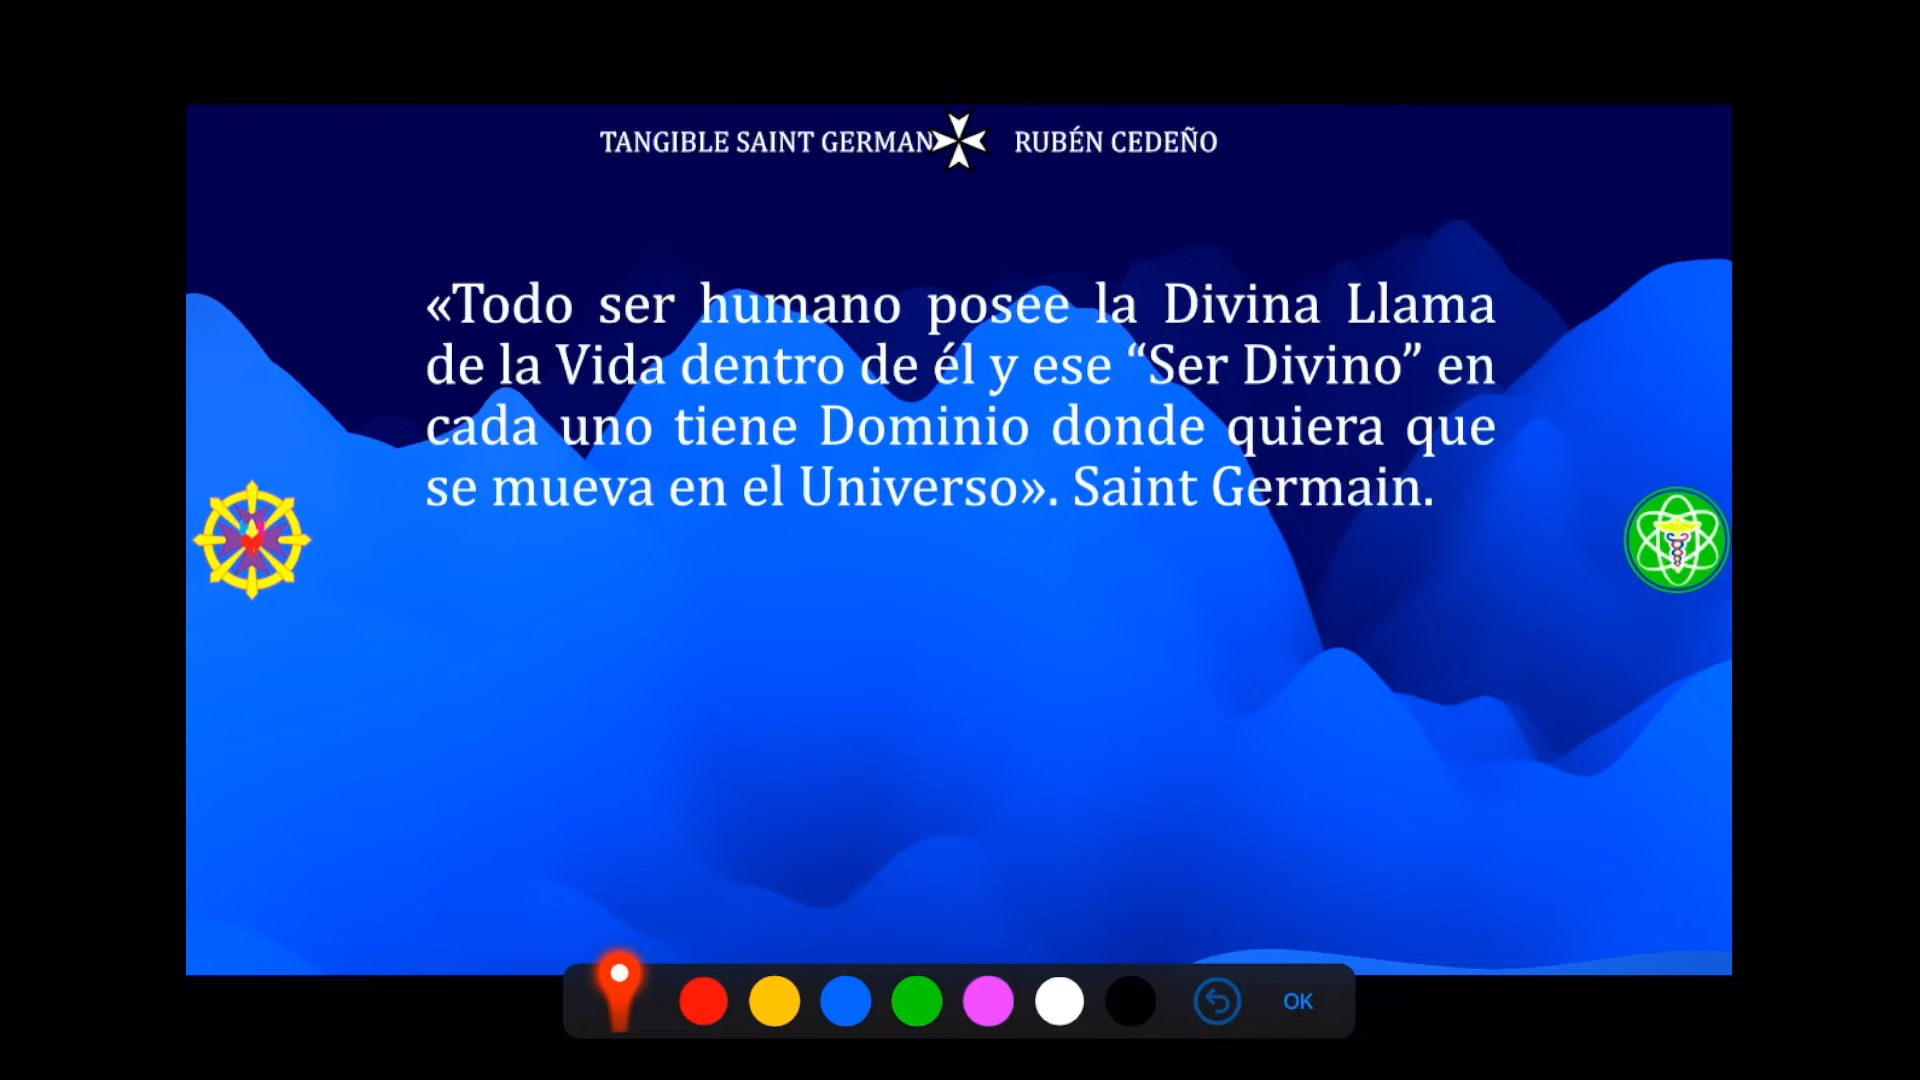 TANGIBLE SAINT GERMAN RUBÉN CEDEÑO
«Todo ser humano posee la Divina Llama
de la Vida dentro de él y ese “Ser Divino” en
cada uno tiene Dominio donde quiera que
se mueva en el Universo». Saint Germain.
OK